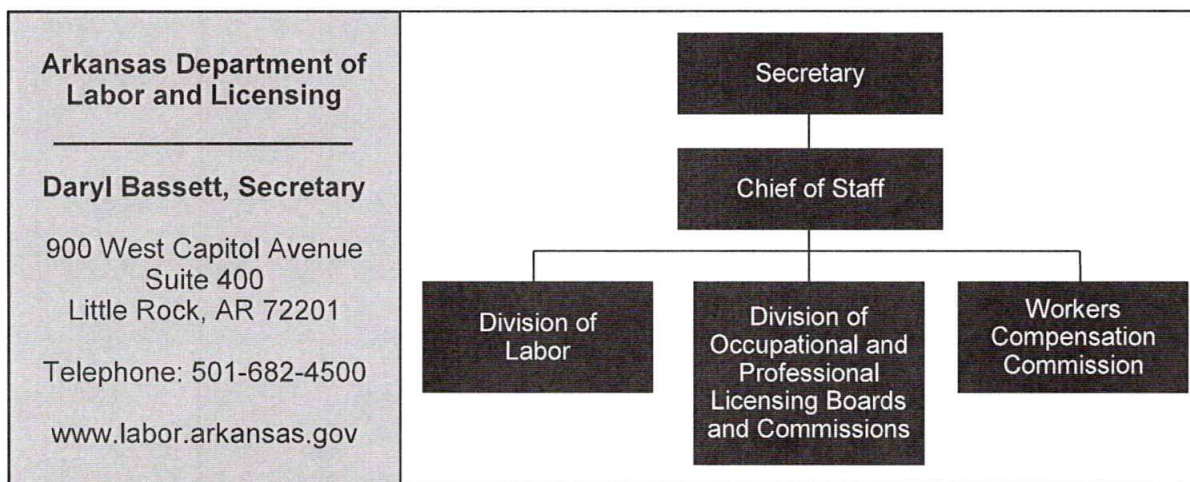 Arkansas Department of
Labor and Licensing
Daryl Bassett, Secretary
900 West Capitol Avenue
Suite 400
Little Rock, AR 72201
Telephone: 501-682-4500
www.labor.arkansas.gov
Secretary
Chief of Staff
Division of
Labor
Division of
Occupational and
Professional
Licensing Boards
and Commissions
Workers
Compensation
Commission